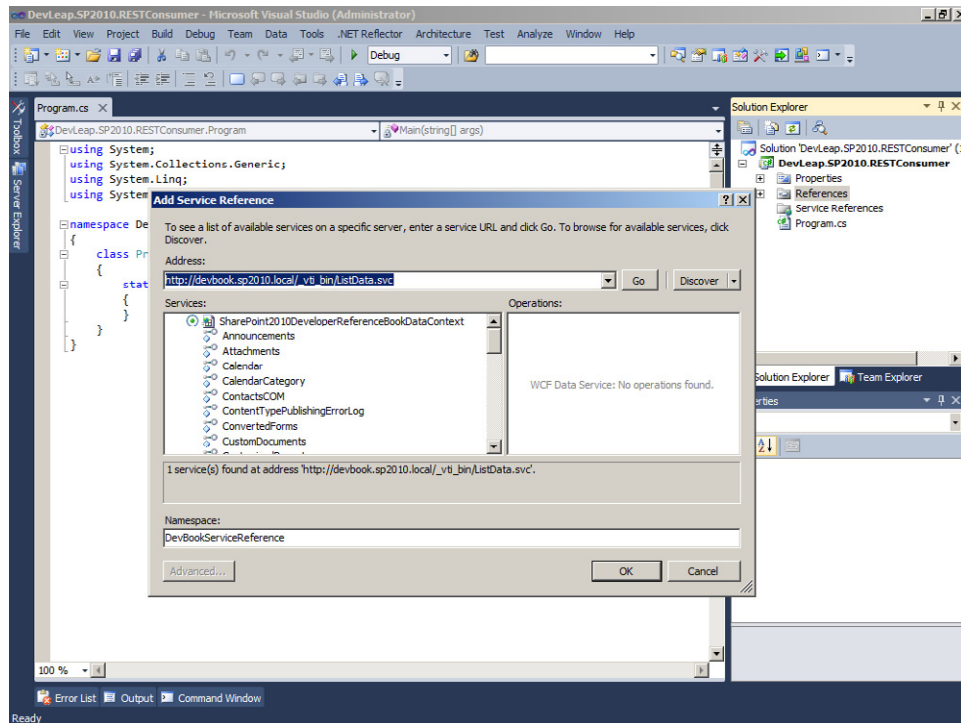 DevLeap.SP2010.RESTConsumer - Microsoft Visual Studio (Administrator)
File Edit View Project Build Debug Team Data Tools .NET Reflector Architecture Test Analyze Window Help
Debug
Toolbox
Server Explorer
Program.cs
DevLeap.SP2010.RESTConsumer.Program
Main(string[] args)
using System;
using System.Collections.Generic;
using System.Linq;
using System
namespace De
{
class Pr
{
stat
{
}
}
}
Add Service Reference
To see a list of available services on a specific server, enter a service URL and click Go. To browse for available services, click
Discover.
Address:
http://devbook.sp2010.local/_vti_bin/ListData.svc
Go
Discover
Services:
Operations:
SharePoint2010DeveloperReferenceBookDataContext
Announcements
Attachments
Calendar
CalendarCategory
ContactsCOM
ContentTypePublishingErrorLog
ConvertedForms
CustomDocuments
WCF Data Service: No operations found.
1 service(s) found at address 'http://devbook.sp2010.local/_vti_bin/ListData.svc'.
Namespace:
DevBookServiceReference
Advanced...
OK
Cancel
Solution Explorer
Solution 'DevLeap.SP2010.RESTConsumer' (
DevLeap.SP2010.RESTConsumer
Properties
References
Service References
Program.cs
Solution Explorer
Team Explorer
erties
100 %
Error List
Output
Command Window
Ready